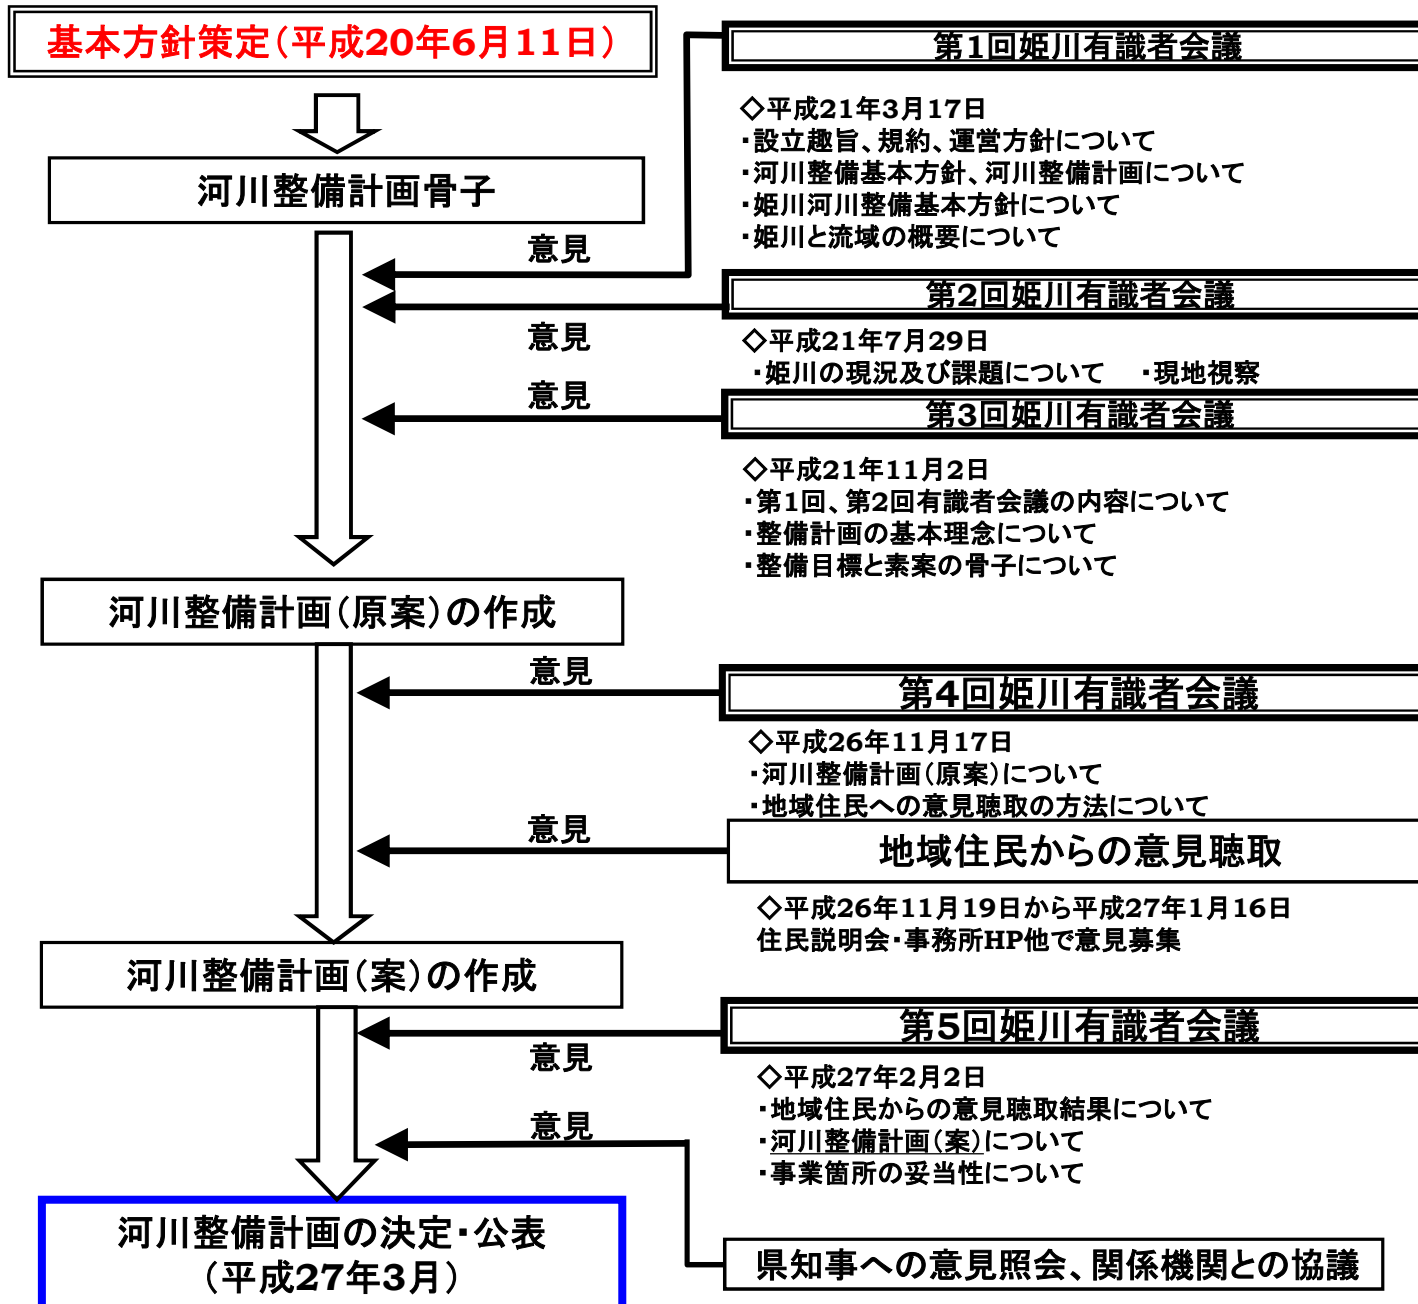 基本方針策定(平成20年6月11日)
第1回姫川有識者会議
◇平成21年3月17日
・設立趣旨、規約、運営方針について
・河川整備基本方針、河川整備計画について
・姫川河川整備基本方針について
・姫川と流域の概要について
河川整備計画骨子
意見
第2回姫川有識者会議
意見
◇平成21年7月29日
・姫川の現況及び課題について　・現地視察
意見
第3回姫川有識者会議
◇平成21年11月2日
・第1回、第2回有識者会議の内容について
・整備計画の基本理念について
・整備目標と素案の骨子について
河川整備計画(原案)の作成
意見
第4回姫川有識者会議
◇平成26年11月17日
・河川整備計画(原案)について
・地域住民への意見聴取の方法について
意見
地域住民からの意見聴取
◇平成26年11月19日から平成27年1月16日
住民説明会・事務所HP他で意見募集
河川整備計画(案)の作成
第5回姫川有識者会議
意見
◇平成27年2月2日
・地域住民からの意見聴取結果について
・河川整備計画(案)について
・事業箇所の妥当性について
意見
県知事への意見照会、関係機関との協議
河川整備計画の決定・公表
(平成27年3月)